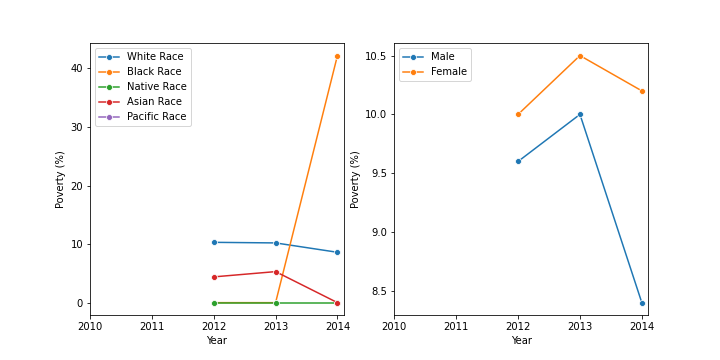 White Race
Black Race
Native Race
Asian Race
Pacific Race
Poverty (%)
40
30
20
10
0
2010 2011 2012 2013 2014
Year
Male
Female
Poverty (%)
10.5
10.0
9.5
9.0
8.5
2010 2011 2012 2013 2014
Year